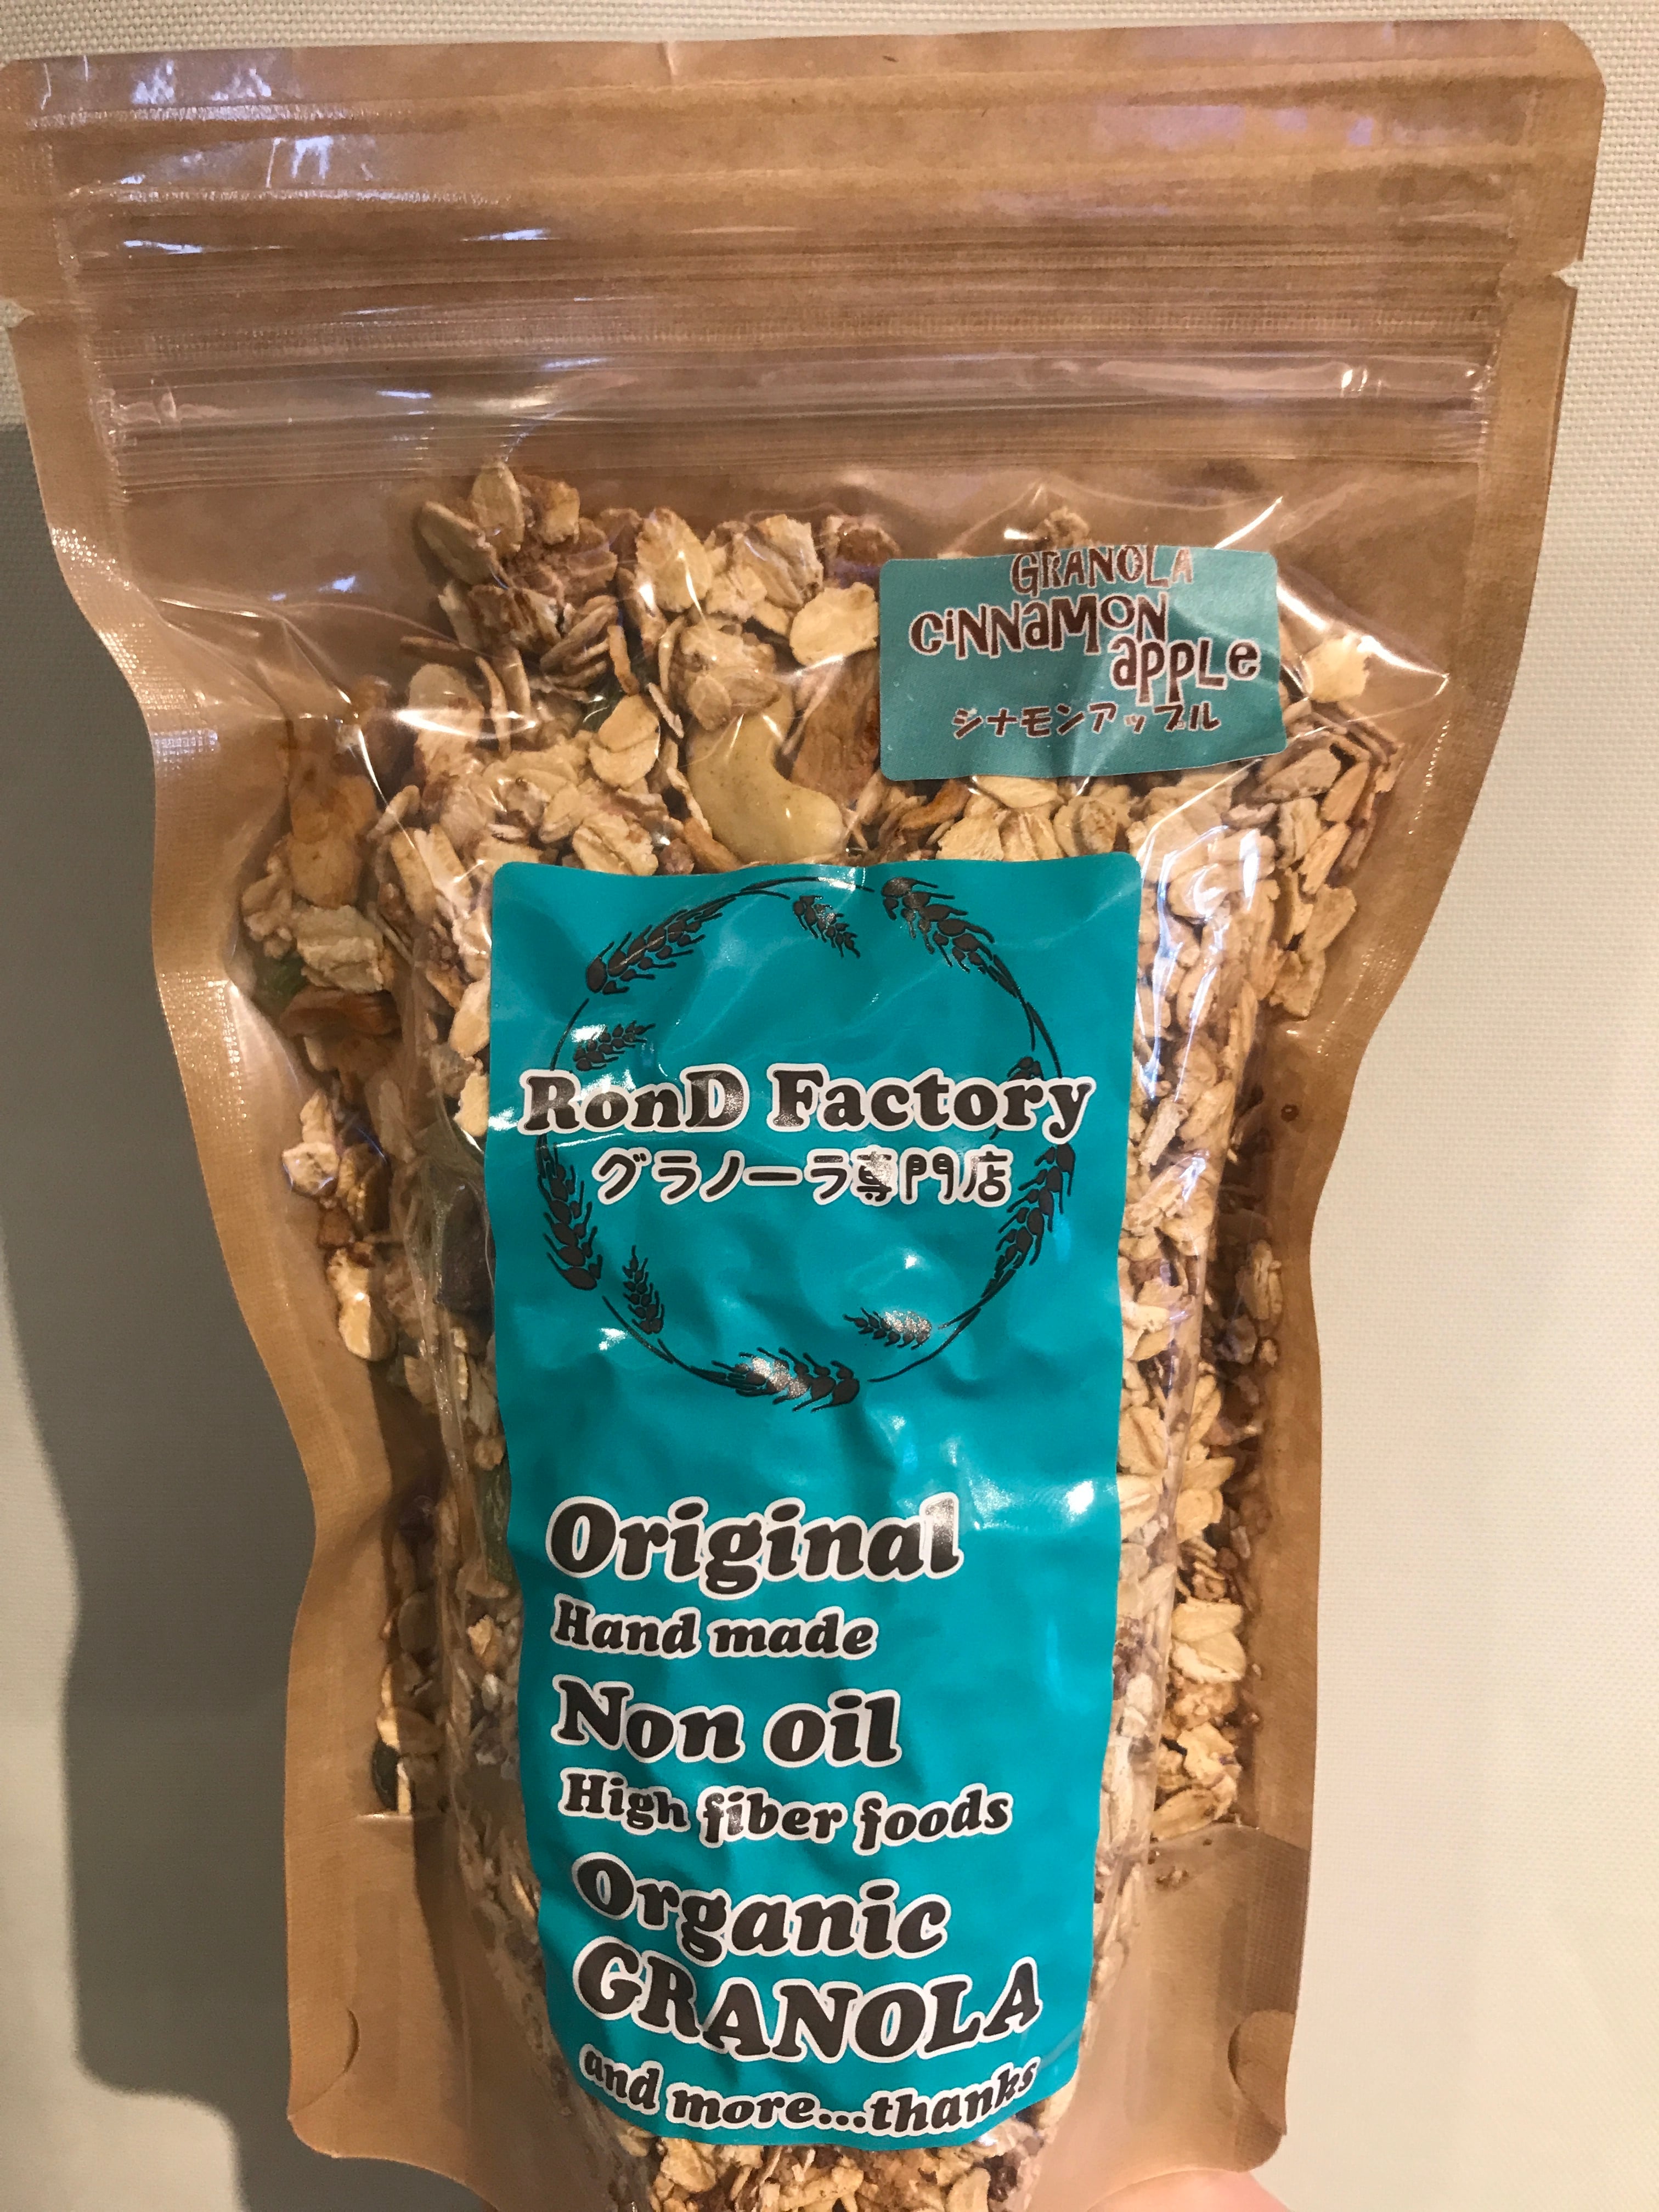 GRANOLA
CiNNaMON
appLe
シナモンアップル
RonD Factory
グラノーラ専門店
Original
Hand made
Non oil
High fiber foods
Organic
GRANOLA
and more...thanks